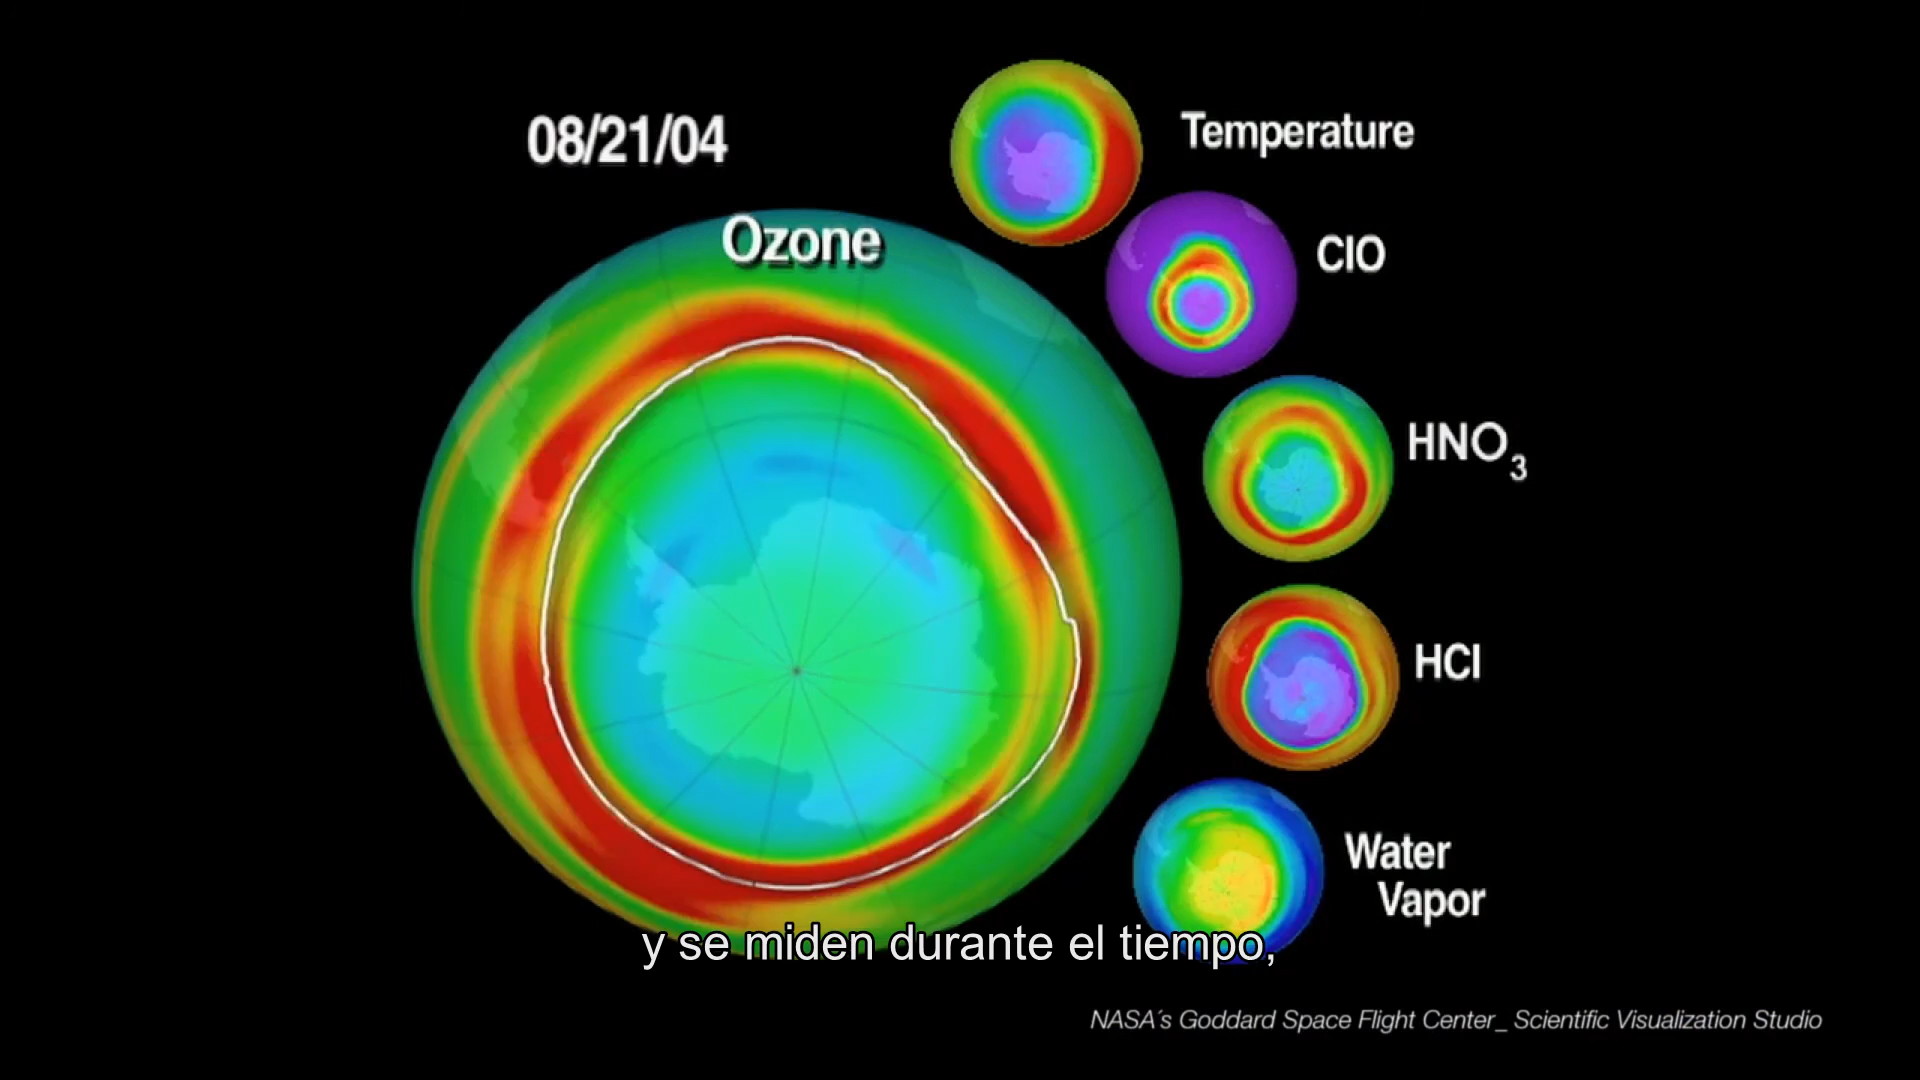 08/21/04
Ozone
Temperature
ClO
HNO3
HCl
Water
Vapor
y se miden durante el tiempo,
NASA´s Goddard Space Flight Center_ Scientific Visualization Studio